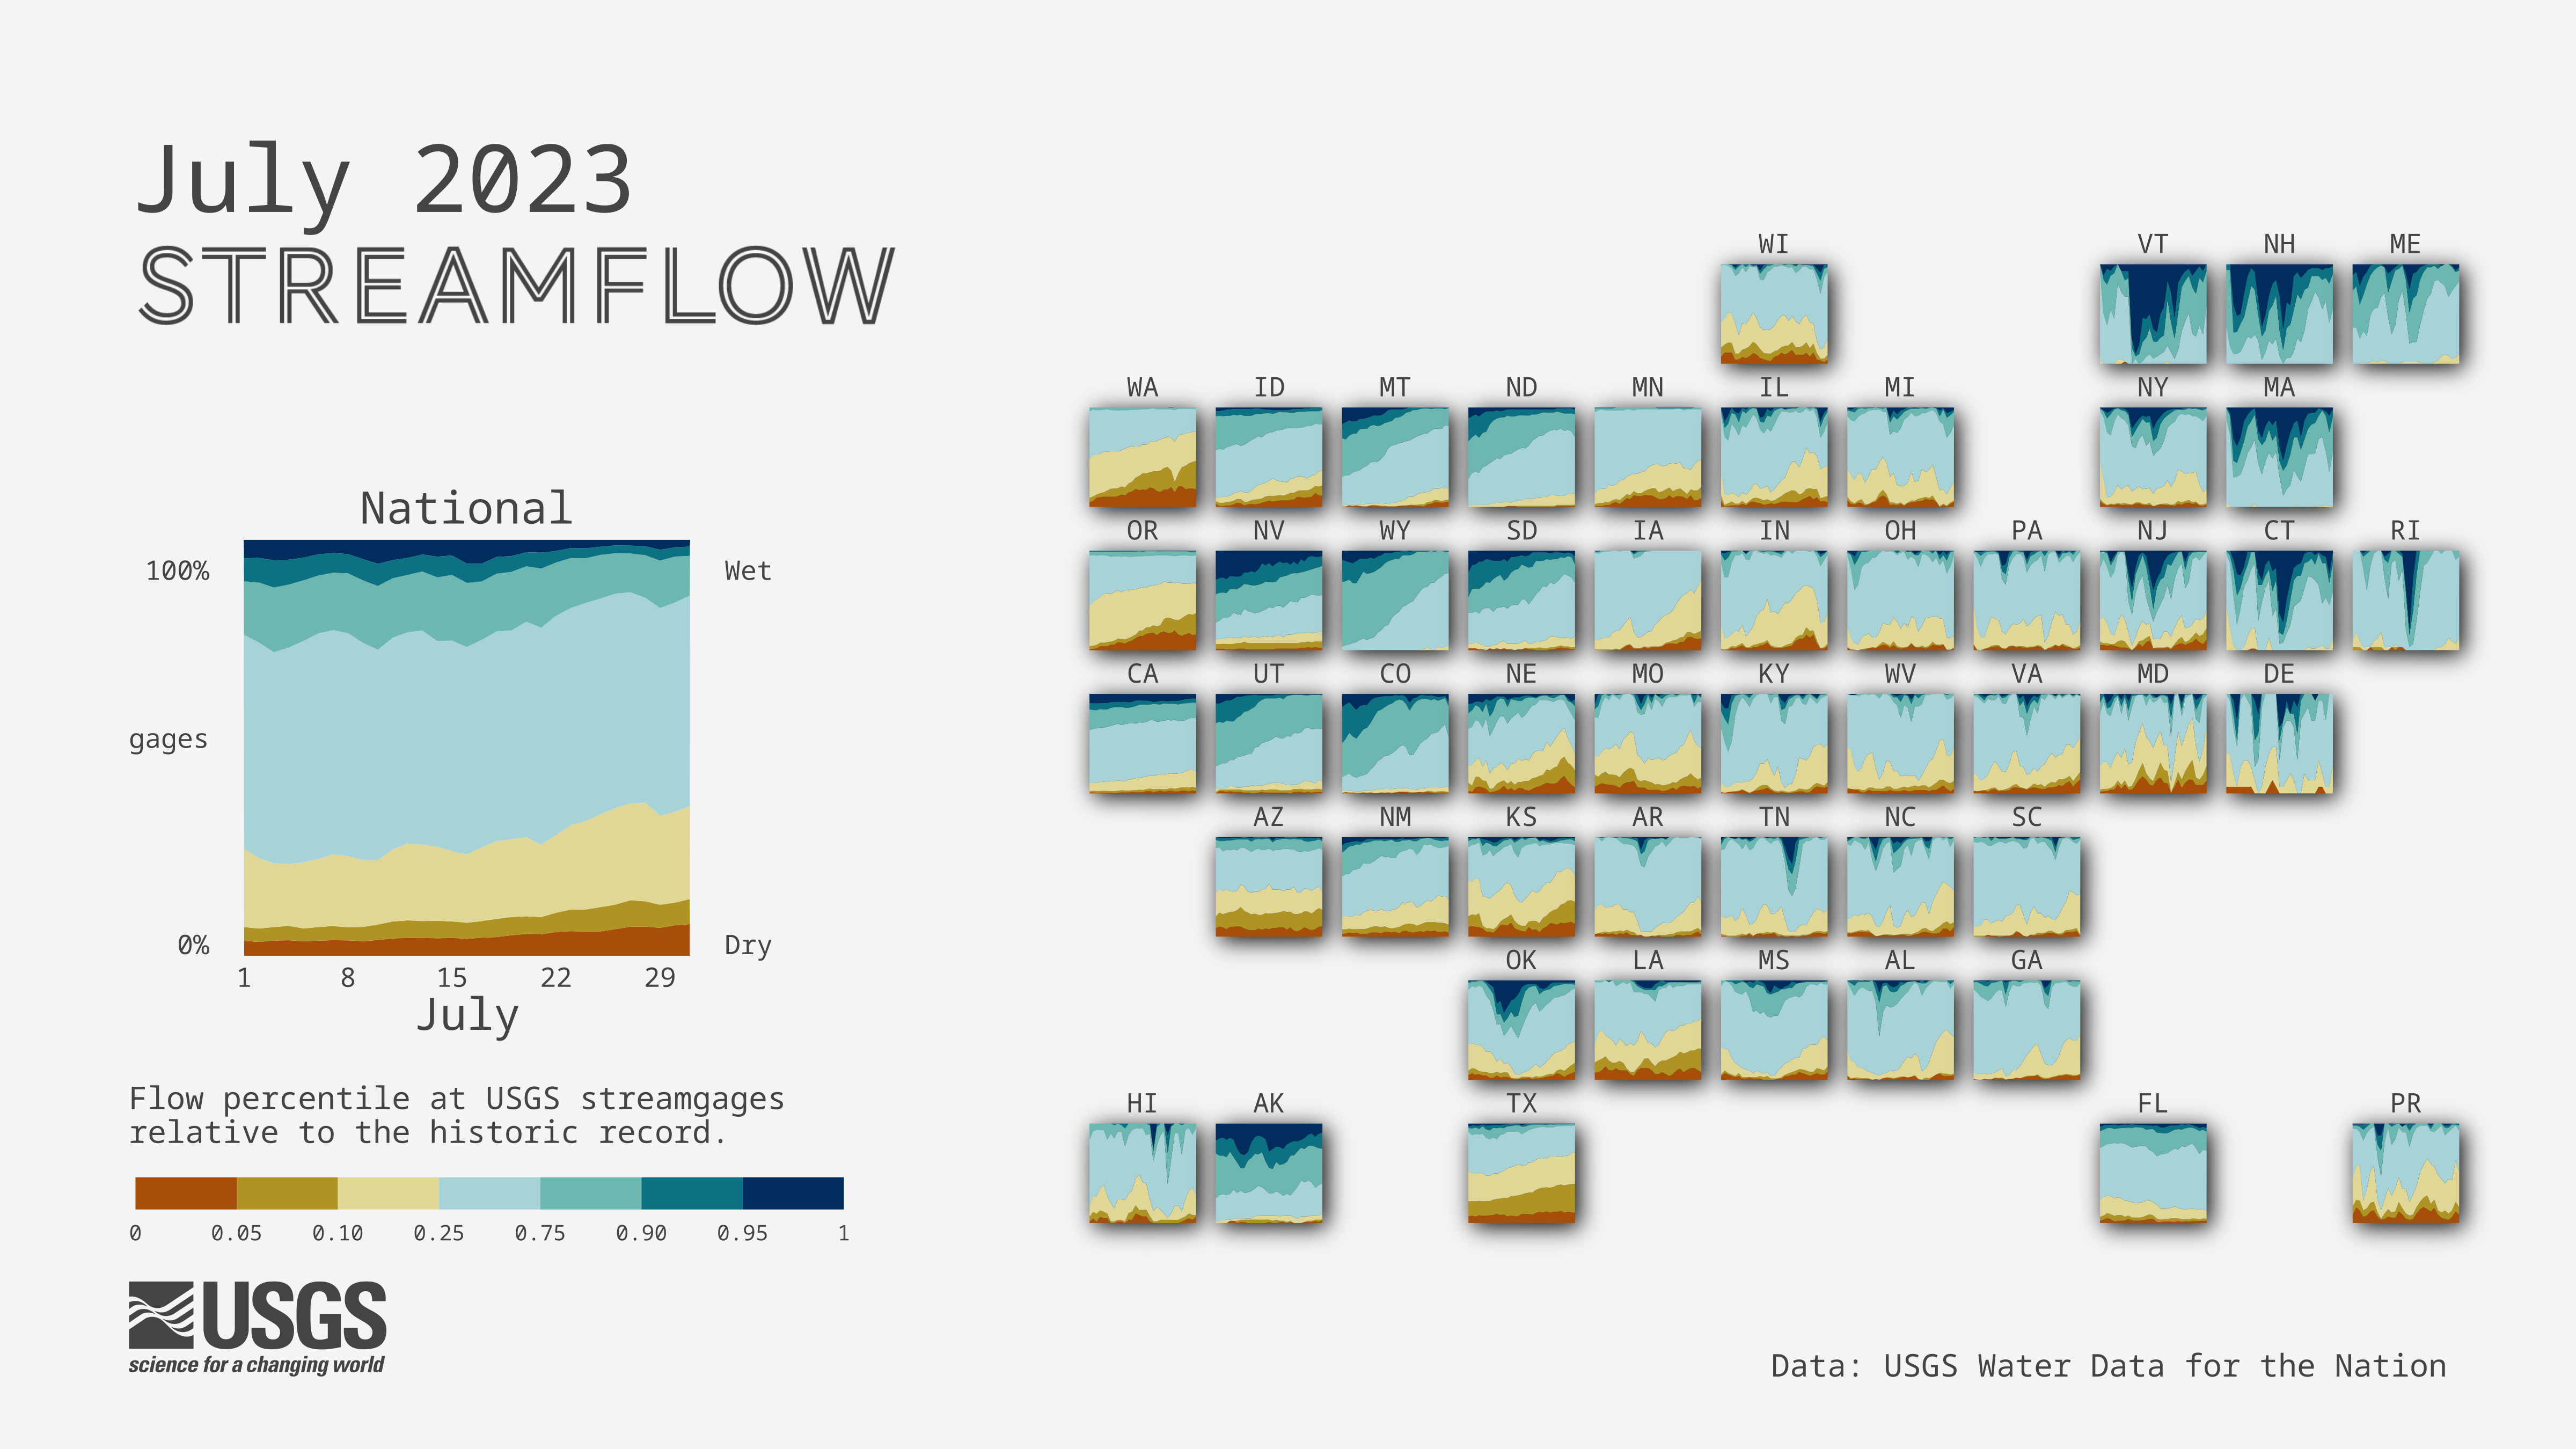 July 2023
STREAMFLOW
National
100%
Wet
gages
0%
Dry
1 8 15 22 29
July
Flow percentile at USGS streamgages
relative to the historic record.
0 0.05 0.10 0.25 0.75 0.90 0.95 1
USGS
science for a changing world
WI VT NH ME
WA ID MT ND MN IL MI NY MA
OR NV WY SD IA IN OH PA NJ CT RI
CA UT CO NE MO KY WV VA MD DE
AZ NM KS AR TN NC SC
OK LA MS AL GA
HI AK TX FL PR
Data: USGS Water Data for the Nation